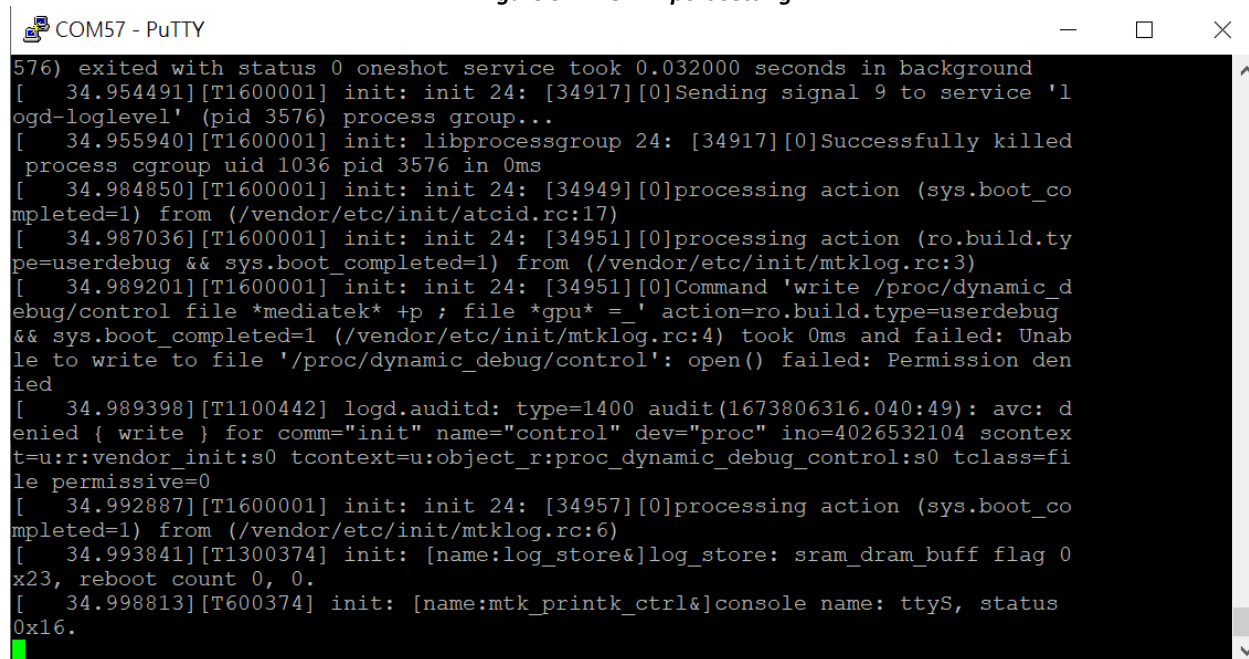 COM57 - PuTTY
576) exited with status 0 oneshot service took 0.032000 seconds in background
[   34.954491][T1600001] init: init 24: [34917][0]Sending signal 9 to service 'l
ogd-loglevel' (pid 3576) process group...
[   34.955940][T1600001] init: libprocessgroup 24: [34917][0]Successfully killed
 process cgroup uid 1036 pid 3576 in 0ms
[   34.984850][T1600001] init: init 24: [34949][0]processing action (sys.boot_co
mpleted=1) from (/vendor/etc/init/atcid.rc:17)
[   34.987036][T1600001] init: init 24: [34951][0]processing action (ro.build.ty
pe=userdebug && sys.boot_completed=1) from (/vendor/etc/init/mtklog.rc:3)
[   34.989201][T1600001] init: init 24: [34951][0]Command 'write /proc/dynamic_d
ebug/control file *mediatek* +p ; file *gpu* =_' action=ro.build.type=userdebug
&& sys.boot_completed=1 (/vendor/etc/init/mtklog.rc:4) took 0ms and failed: Unab
le to write to file '/proc/dynamic_debug/control': open() failed: Permission den
ied
[   34.989398][T1100442] logd.auditd: type=1400 audit(1673806316.040:49): avc: d
enied { write } for comm="init" name="control" dev="proc" ino=4026532104 scontex
t=u:r:vendor_init:s0 tcontext=u:object_r:proc_dynamic_debug_control:s0 tclass=fi
le permissive=0
[   34.992887][T1600001] init: init 24: [34957][0]processing action (sys.boot_co
mpleted=1) from (/vendor/etc/init/mtklog.rc:6)
[   34.993841][T1300374] init: [name:log_store&]log_store: sram_dram_buff flag 0
x23, reboot count 0, 0.
[   34.998813][T600374] init: [name:mtk_printk_ctrl&]console name: ttyS, status
0x16.